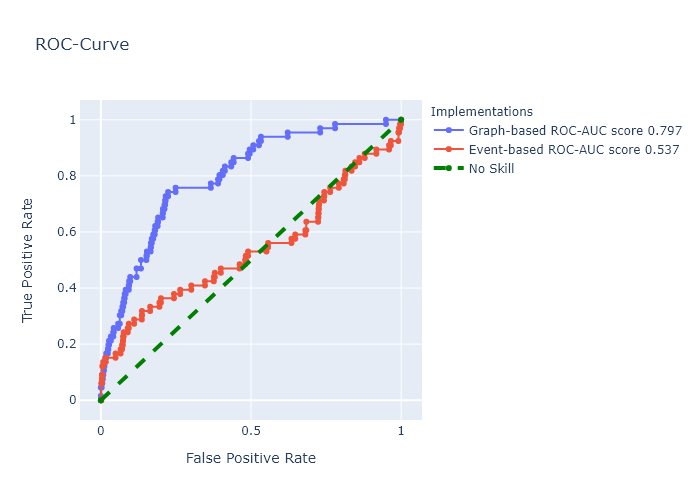 ROC-Curve
Implementations
Graph-based ROC-AUC score 0.797
Event-based ROC-AUC score 0.537
No Skill
True Positive Rate
1
0.8
0.6
0.4
0.2
0
0
0.5
1
False Positive Rate